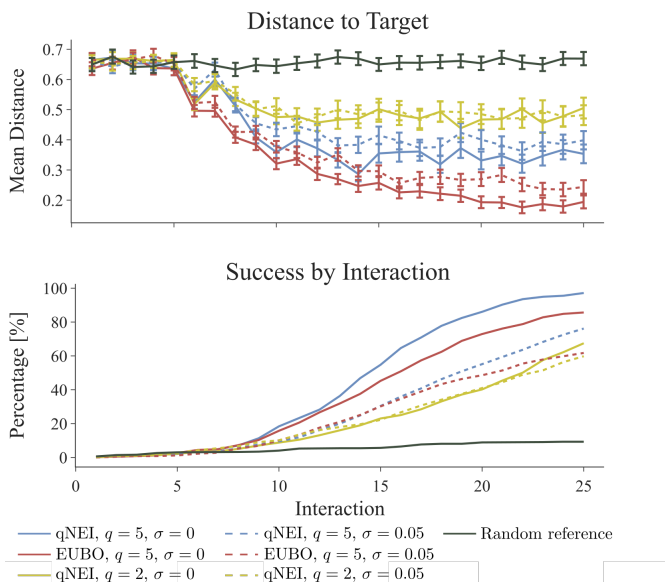 Distance to Target
Mean Distance
0.7
0.6
0.5
0.4
0.3
0.2
Success by Interaction
Percentage [%]
100
80
60
40
20
0
0 5 10 15 20 25
Interaction
qNEI, q = 5, σ = 0 qNEI, q = 5, σ = 0.05 Random reference
EUBO, q = 5, σ = 0 EUBO, q = 5, σ = 0.05
qNEI, q = 2, σ = 0 qNEI, q = 2, σ = 0.05